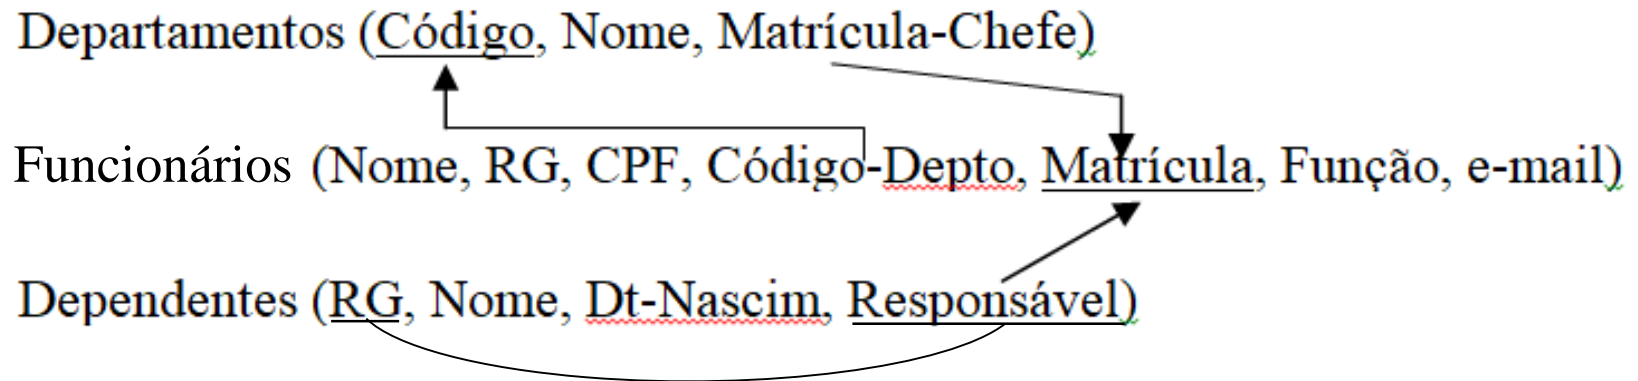 Departamentos (Código, Nome, Matrícula-Chefe)
Funcionários (Nome, RG, CPF, Código-Depto, Matrícula, Função, e-mail)
Dependentes (RG, Nome, Dt-Nascim, Responsável)